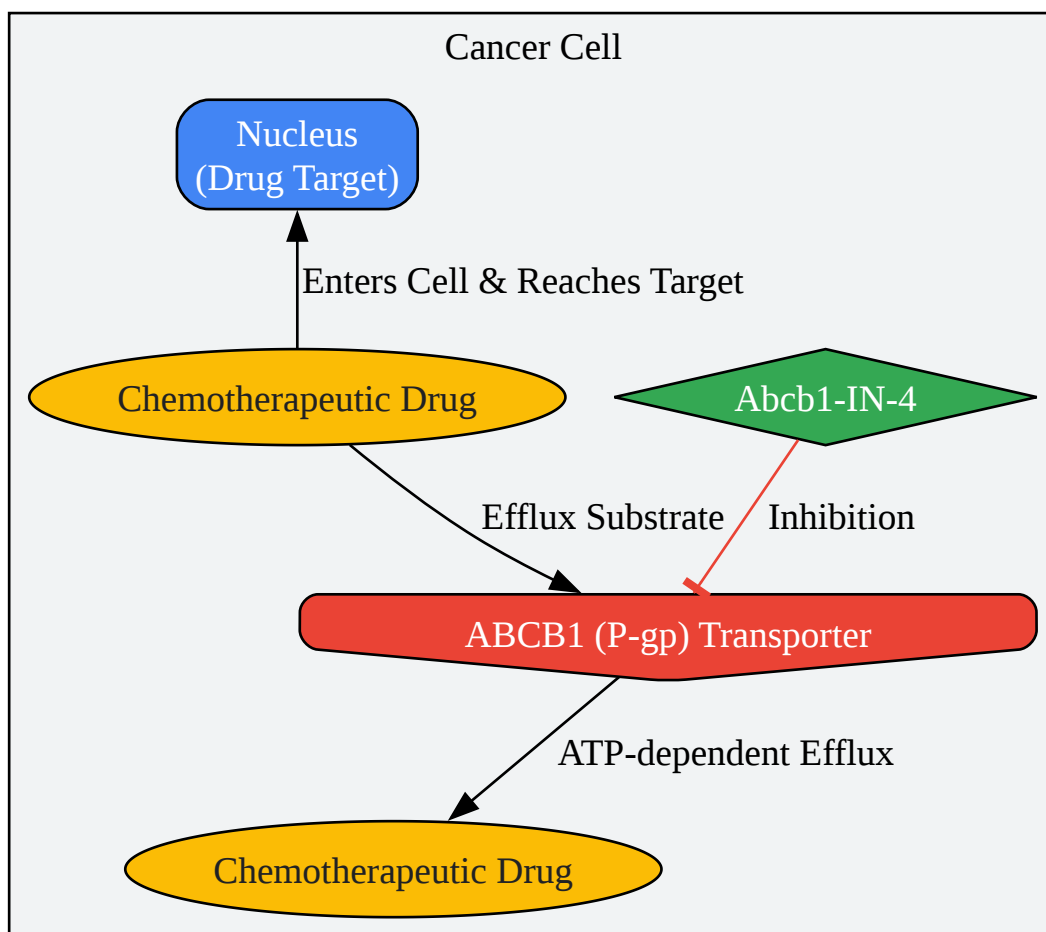 Cancer Cell
Nucleus
(Drug Target)
Enters Cell & Reaches Target
Chemotherapeutic Drug
Abcb1-IN-4
Efflux Substrate
Inhibition
ABCB1 (P-gp) Transporter
ATP-dependent Efflux
Chemotherapeutic Drug